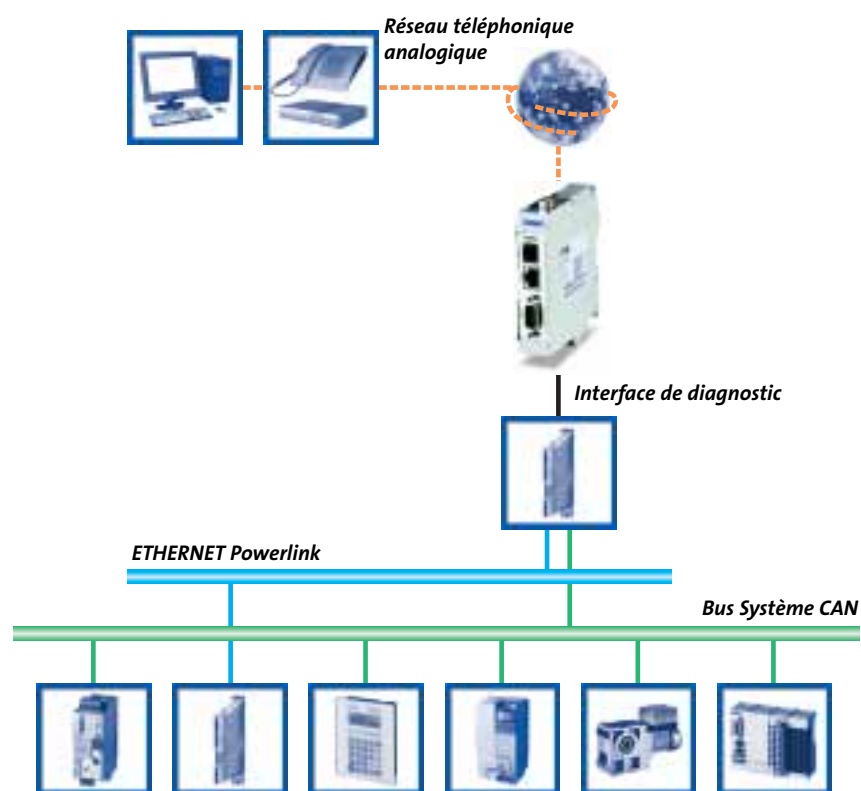 Réseau téléphonique
analogique
Interface de diagnostic
ETHERNET Powerlink
Bus Système CAN